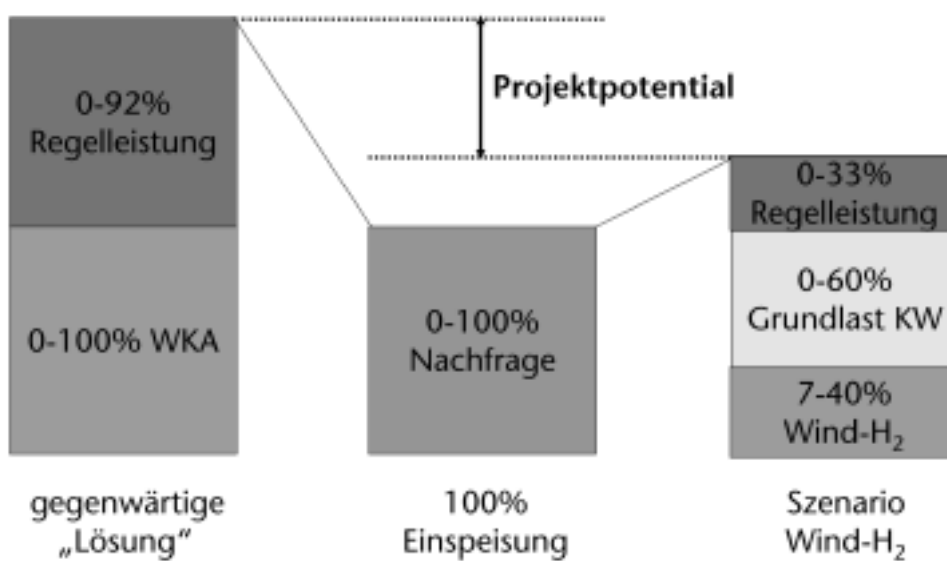 0-92%
Regelleistung
0-100% WKA
gegenwärtige
„Lösung“
Projektpotential
0-100%
Nachfrage
100%
Einspeisung
0-33%
Regelleistung
0-60%
Grundlast KW
7-40%
Wind-H₂
Szenario
Wind-H₂